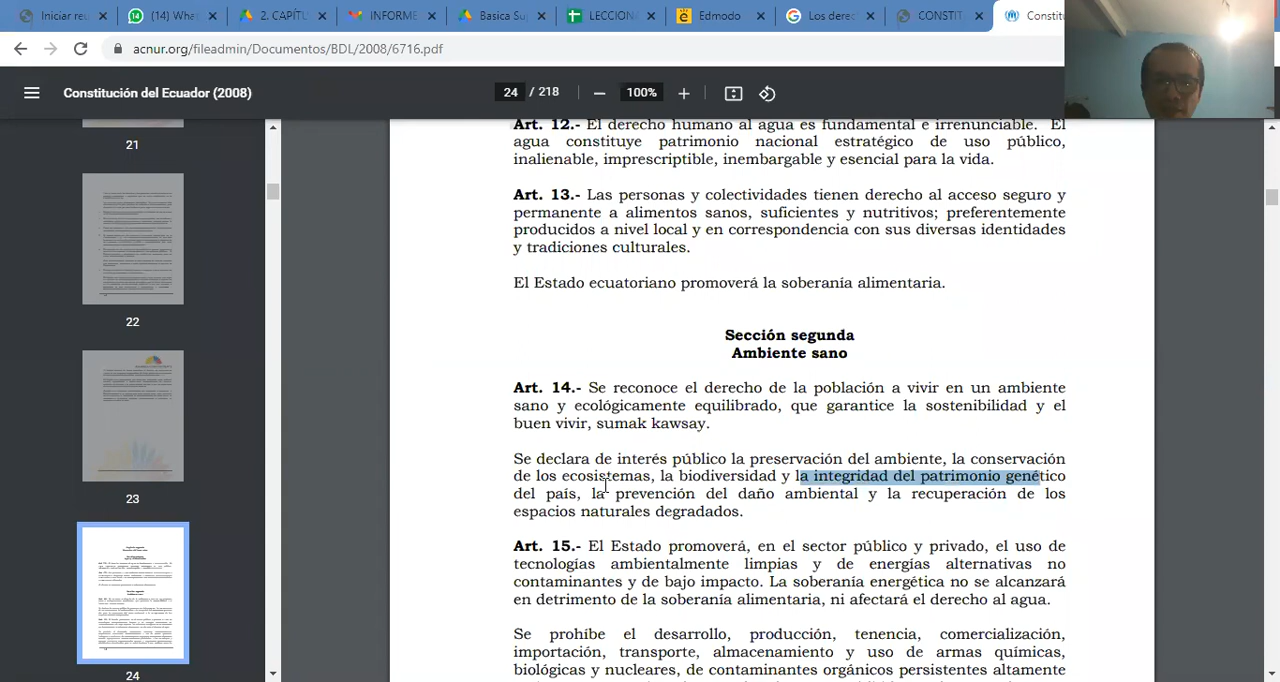 Iniciar reu
(14) Wha
2. CAPÍTU
INFORME
Basica Su
LECCION
Edmodo
Los derec
CONSTIT
Constitu
acnur.org/fileadmin/Documentos/BDL/2008/6716.pdf
Constitución del Ecuador (2008)
24 / 218
100%
21
22
23
24
Art. 12.- El derecho humano al agua es fundamental e irrenunciable. El
agua constituye patrimonio nacional estratégico de uso público,
inalienable, imprescriptible, inembargable y esencial para la vida.
Art. 13.- Las personas y colectividades tienen derecho al acceso seguro y
permanente a alimentos sanos, suficientes y nutritivos; preferentemente
producidos a nivel local y en correspondencia con sus diversas identidades
y tradiciones culturales.
El Estado ecuatoriano promoverá la soberanía alimentaria.
Sección segunda
Ambiente sano
Art. 14.- Se reconoce el derecho de la población a vivir en un ambiente
sano y ecológicamente equilibrado, que garantice la sostenibilidad y el
buen vivir, sumak kawsay.
Se declara de interés público la preservación del ambiente, la conservación
de los ecosistemas, la biodiversidad y la integridad del patrimonio genético
del país, la prevención del daño ambiental y la recuperación de los
espacios naturales degradados.
Art. 15.- El Estado promoverá, en el sector público y privado, el uso de
tecnologías ambientalmente limpias y de energías alternativas no
contaminantes y de bajo impacto. La soberanía energética no se alcanzará
en detrimento de la soberanía alimentaria, ni afectará el derecho al agua.
Se prohíbe el desarrollo, producción, tenencia, comercialización,
importación, transporte, almacenamiento y uso de armas químicas,
biológicas y nucleares, de contaminantes orgánicos persistentes altamente